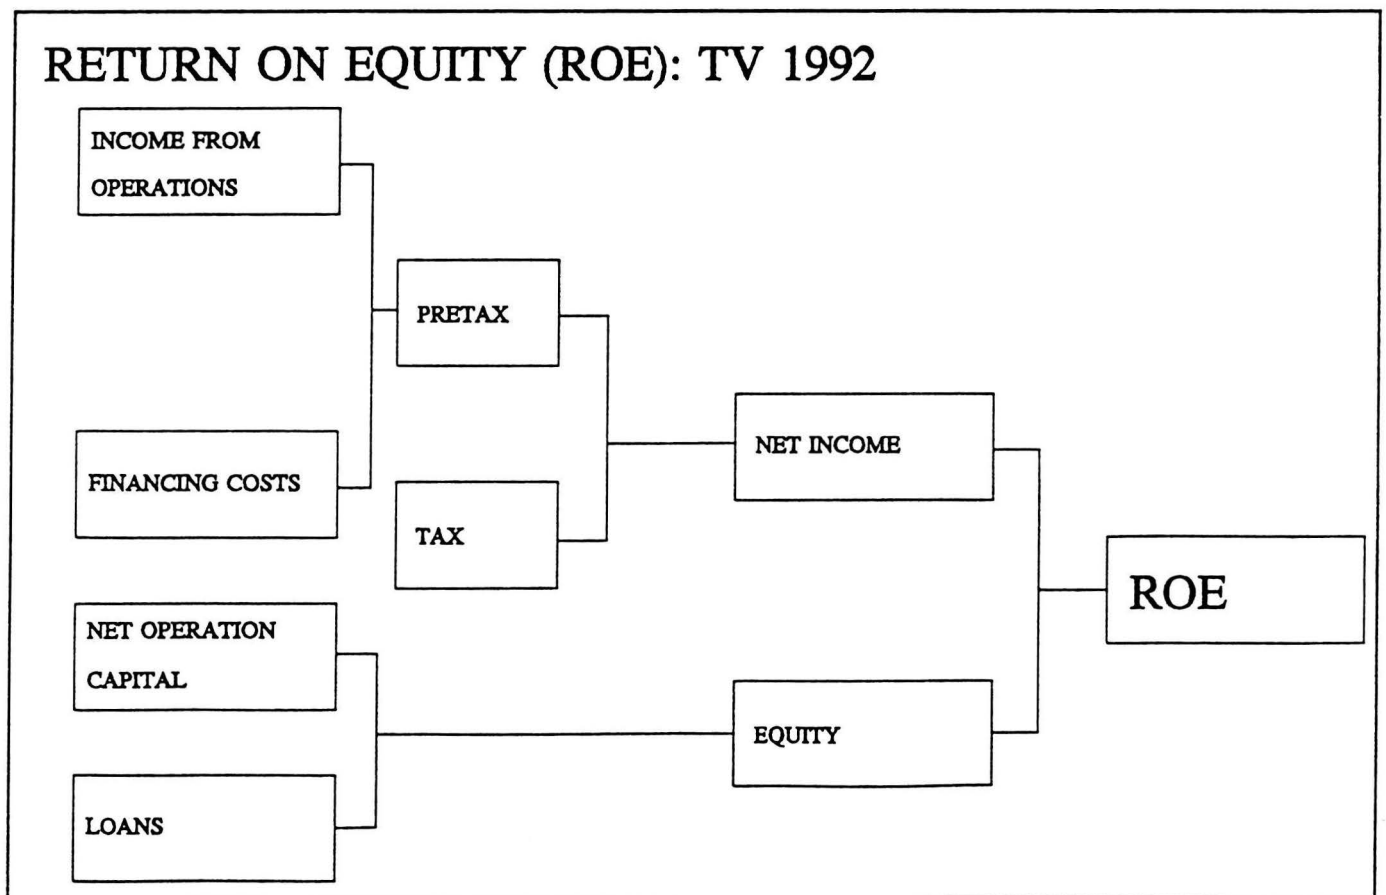 RETURN ON EQUITY (ROE): TV 1992
INCOME FROM
OPERATIONS
PRETAX
FINANCING COSTS
TAX
NET INCOME
NET OPERATION
CAPITAL
ROE
EQUITY
LOANS